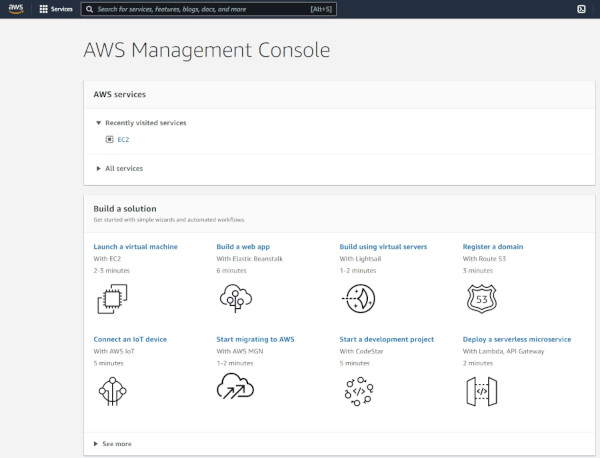 aws Services Search for services, features, blogs, docs, and more [Alt+S]
AWS Management Console
AWS services
Recently visited services
EC2
All services
Build a solution
Get started with simple wizards and automated workflows.
Launch a virtual machine
With EC2
2-3 minutes
Build a web app
With Elastic Beanstalk
6 minutes
Build using virtual servers
With Lightsail
1-2 minutes
Register a domain
With Route 53
3 minutes
53
Connect an IoT device
With AWS IoT
5 minutes
Start migrating to AWS
With AWS MGN
1-2 minutes
Start a development project
With CodeStar
5 minutes
</>
Deploy a serverless microservice
With Lambda, API Gateway
2 minutes
</>
See more